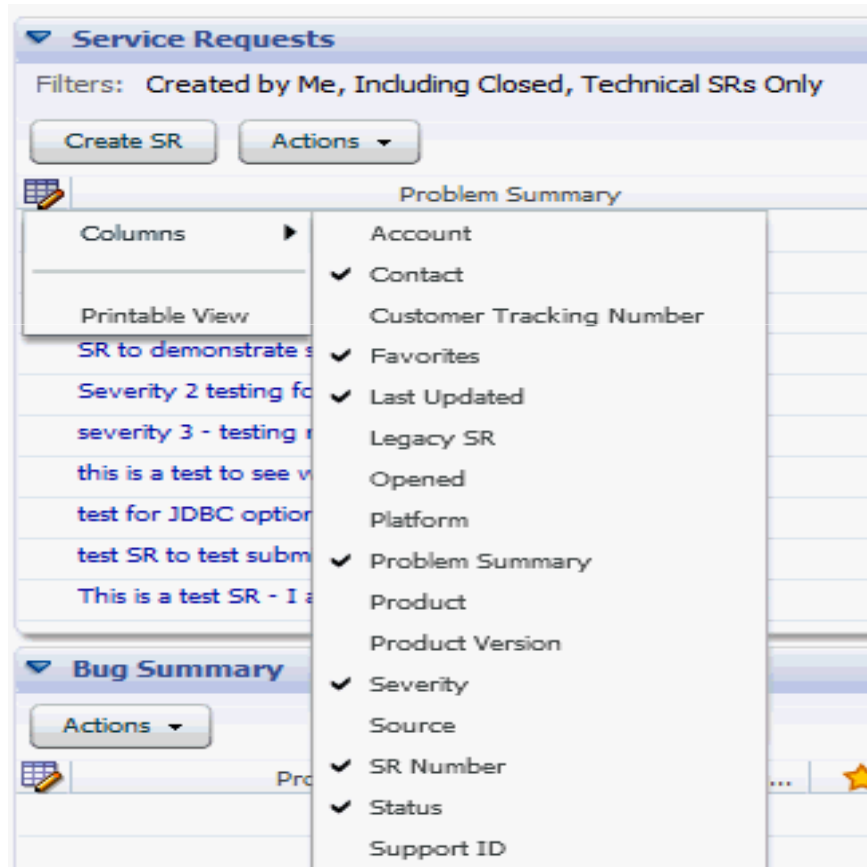 Service Requests
Filters: Created by Me, Including Closed, Technical SRs Only
Create SR
Actions
Problem Summary
Columns
Printable View
Account
Contact
Customer Tracking Number
Favorites
Last Updated
Legacy SR
Opened
Platform
Problem Summary
Product
Product Version
Severity
Source
SR Number
Status
Support ID
SR to demonstrate
Severity 2 testing
severity 3 - testing
this is a test to see
test for JDBC
test SR to test
This is a test SR - I
Bug Summary
Actions
...